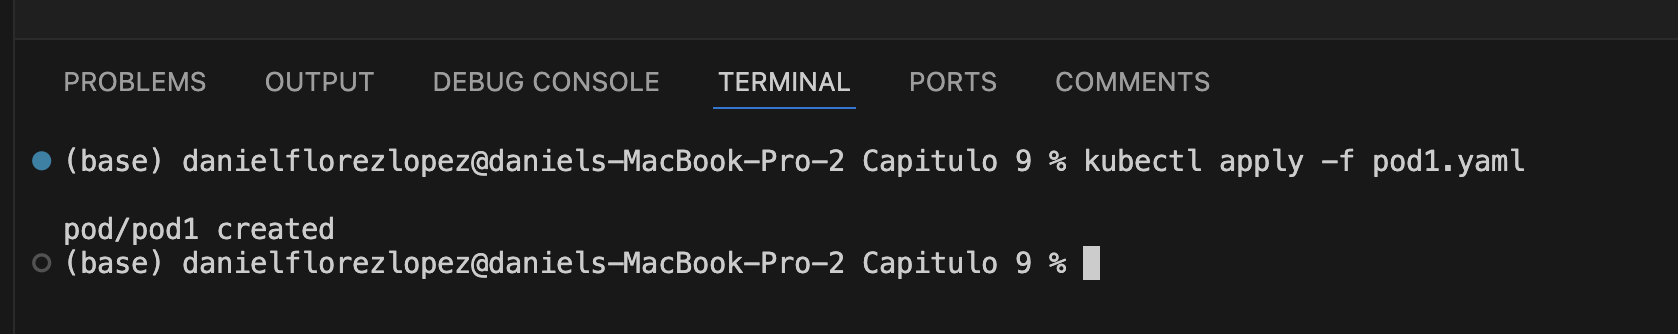 PROBLEMS OUTPUT DEBUG CONSOLE TERMINAL PORTS COMMENTS
(base) danielflorezlopez@daniels-MacBook-Pro-2 Capitulo 9 % kubectl apply -f pod1.yaml
pod/pod1 created
(base) danielflorezlopez@daniels-MacBook-Pro-2 Capitulo 9 %